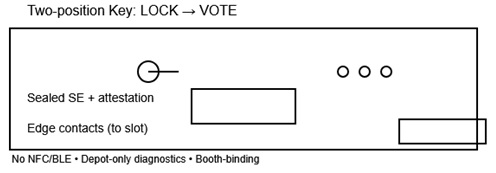 Two-position Key: LOCK → VOTE
Sealed SE + attestation
Edge contacts (to slot)
No NFC/BLE • Depot-only diagnostics • Booth-binding